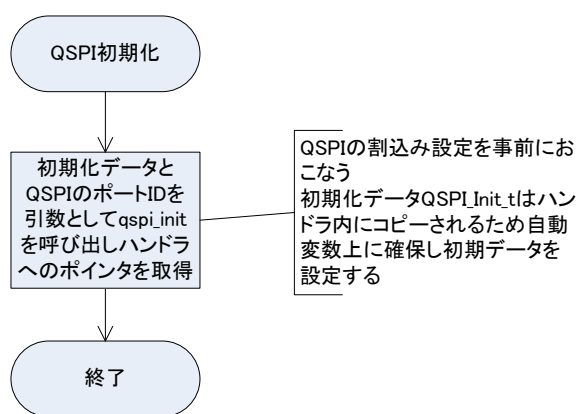 QSPI初期化
初期化データと
QSPIのポートIDを
引数としてqspi_init
を呼び出しハンドラ
へのポインタを取得
QSPIの割込み設定を事前にお
こなう
初期化データQSPI_Init_tはハン
ドラ内にコピーされるため自動
変数上に確保し初期データを
設定する
終了